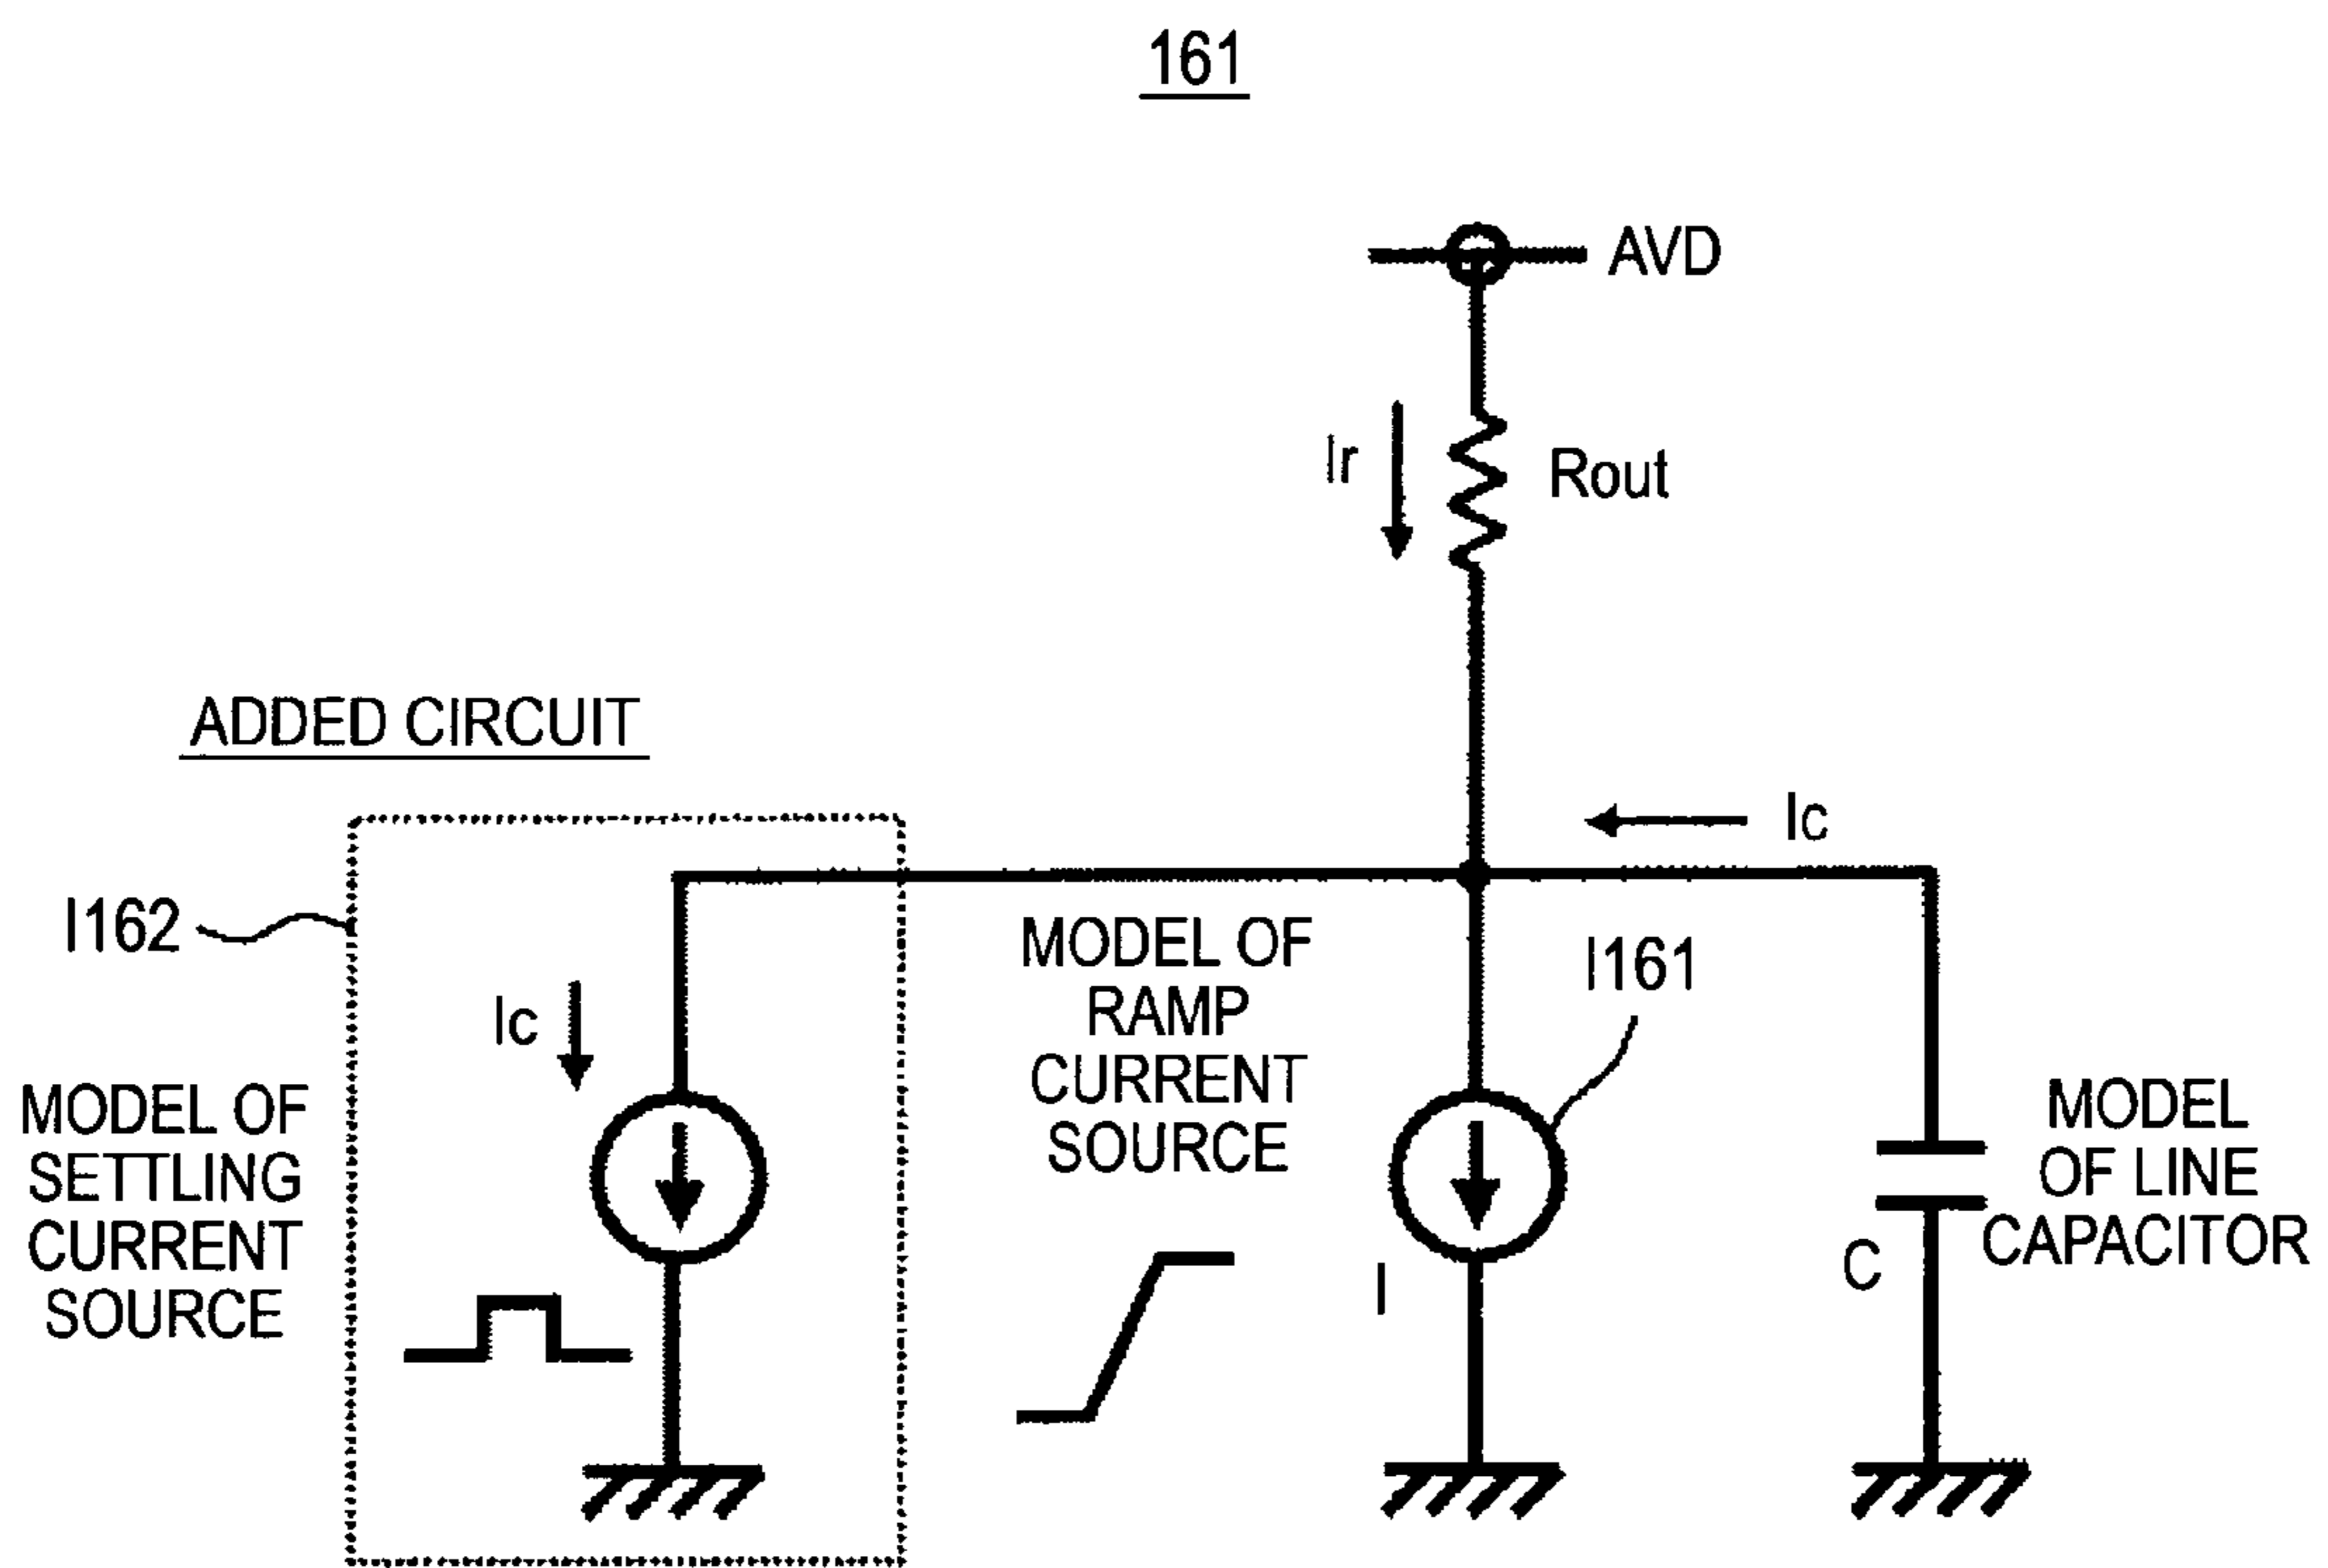 161
AVD
Ir
Rout
ADDED CIRCUIT
Ic
I162
MODEL OF
RAMP
CURRENT
SOURCE
I161
Ic
MODEL OF
SETTLING
CURRENT
SOURCE
MODEL
OF LINE
CAPACITOR
I
C